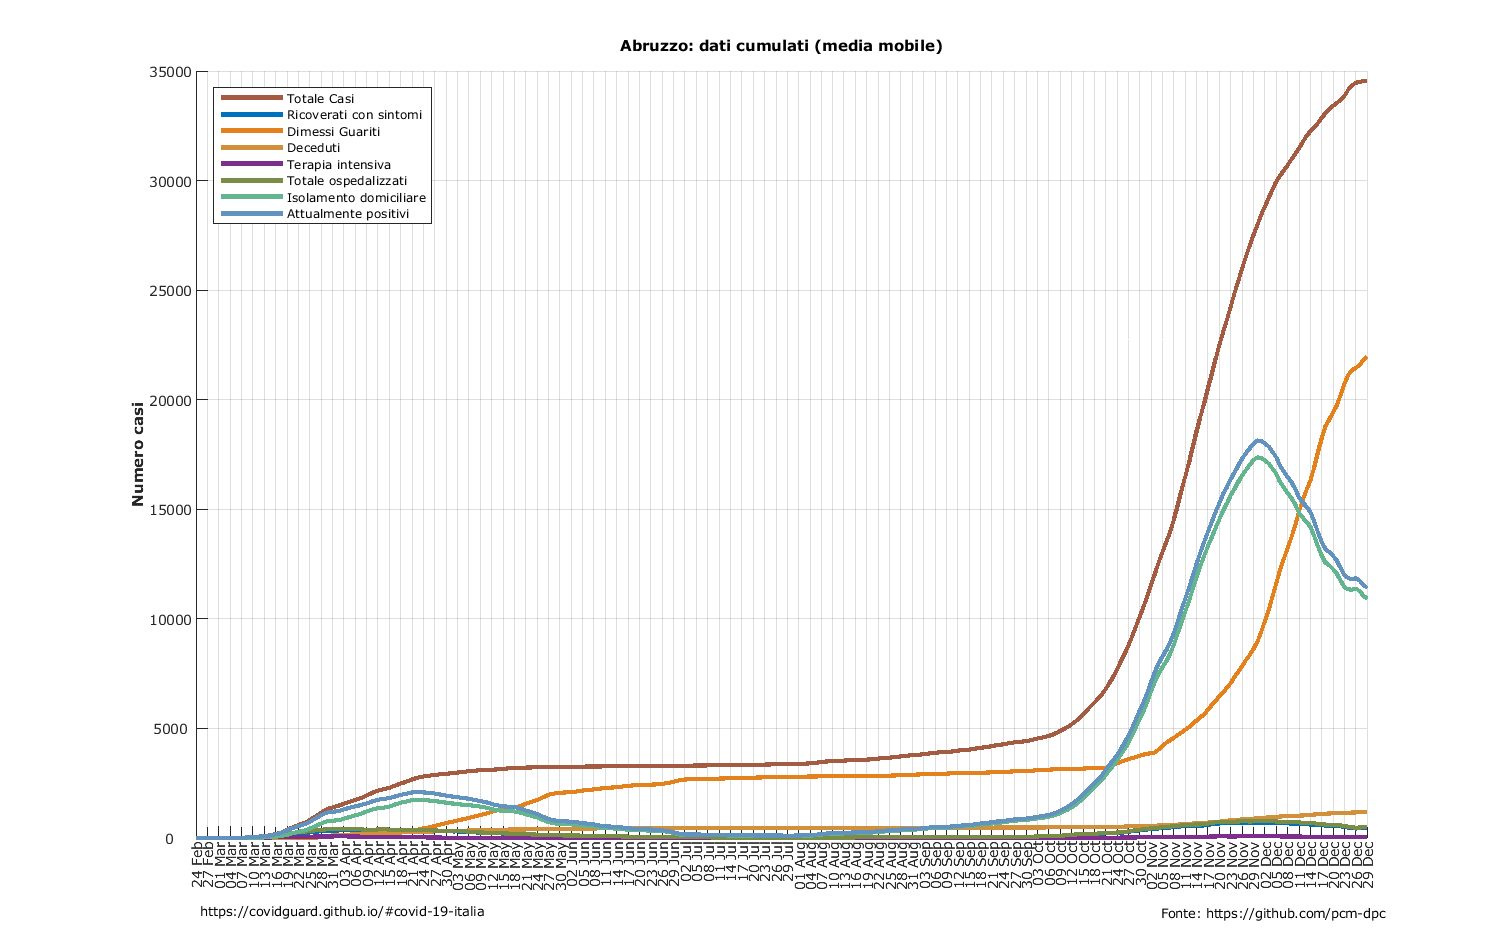 Abruzzo: dati cumulati (media mobile)
Numero casi
35000
30000
25000
20000
15000
10000
5000
0
Totale Casi
Ricoverati con sintomi
Dimessi Guariti
Deceduti
Terapia intensiva
Totale ospedalizzati
Isolamento domiciliare
Attualmente positivi
24 Feb
27 Feb
01 Mar
04 Mar
07 Mar
10 Mar
13 Mar
16 Mar
19 Mar
22 Mar
25 Mar
28 Mar
31 Mar
03 Apr
06 Apr
09 Apr
12 Apr
15 Apr
18 Apr
21 Apr
24 Apr
27 Apr
30 Apr
03 May
06 May
09 May
12 May
15 May
18 May
21 May
24 May
27 May
30 May
02 Jun
05 Jun
08 Jun
11 Jun
14 Jun
17 Jun
20 Jun
23 Jun
26 Jun
29 Jun
02 Jul
05 Jul
08 Jul
11 Jul
14 Jul
17 Jul
20 Jul
23 Jul
26 Jul
29 Jul
01 Aug
04 Aug
07 Aug
10 Aug
13 Aug
16 Aug
19 Aug
22 Aug
25 Aug
28 Aug
31 Aug
03 Sep
06 Sep
09 Sep
12 Sep
15 Sep
18 Sep
21 Sep
24 Sep
27 Sep
30 Sep
03 Oct
06 Oct
09 Oct
12 Oct
15 Oct
18 Oct
21 Oct
24 Oct
27 Oct
30 Oct
02 Nov
05 Nov
08 Nov
11 Nov
14 Nov
17 Nov
20 Nov
23 Nov
26 Nov
29 Nov
02 Dec
05 Dec
08 Dec
11 Dec
14 Dec
17 Dec
20 Dec
23 Dec
26 Dec
29 Dec
https://covidguard.github.io/#covid-19-italia
Fonte: https://github.com/pcm-dpc